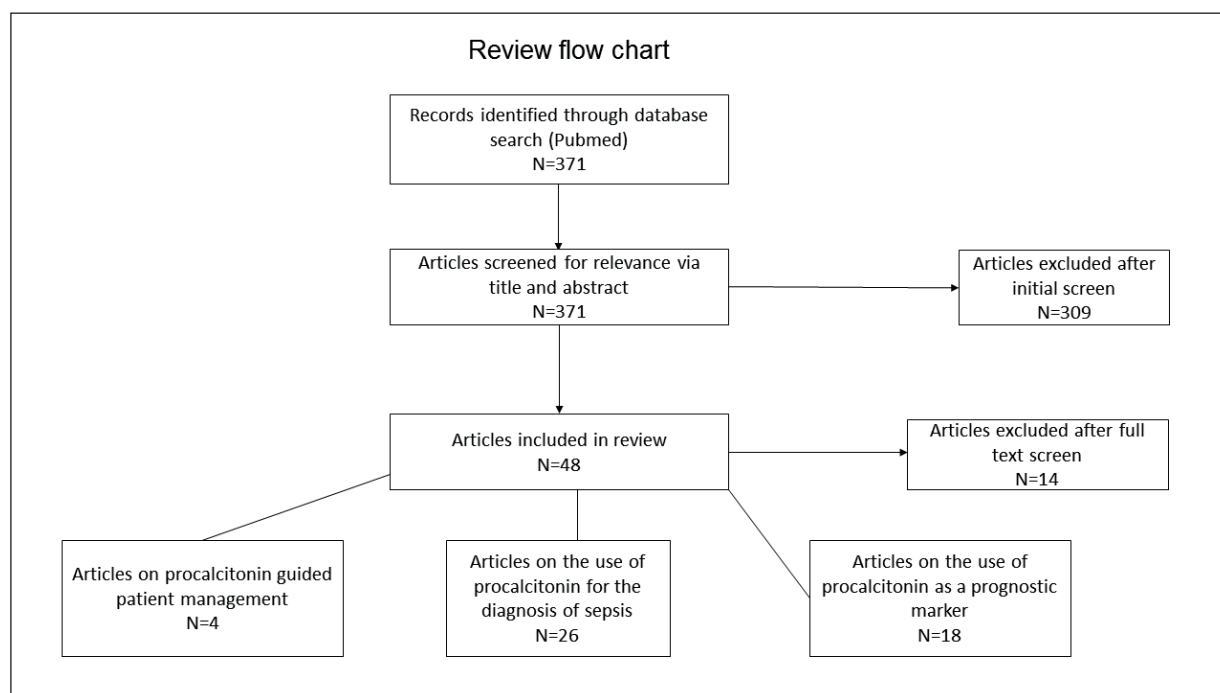 Review flow chart
Records identified through database
search (Pubmed)
N=371
Articles screened for relevance via
title and abstract
N=371
Articles excluded after
initial screen
N=309
Articles included in review
N=48
Articles excluded after full
text screen
N=14
Articles on procalcitonin guided
patient management
N=4
Articles on the use of
procalcitonin for the
diagnosis of sepsis
N=26
Articles on the use of
procalcitonin as a prognostic
marker
N=18